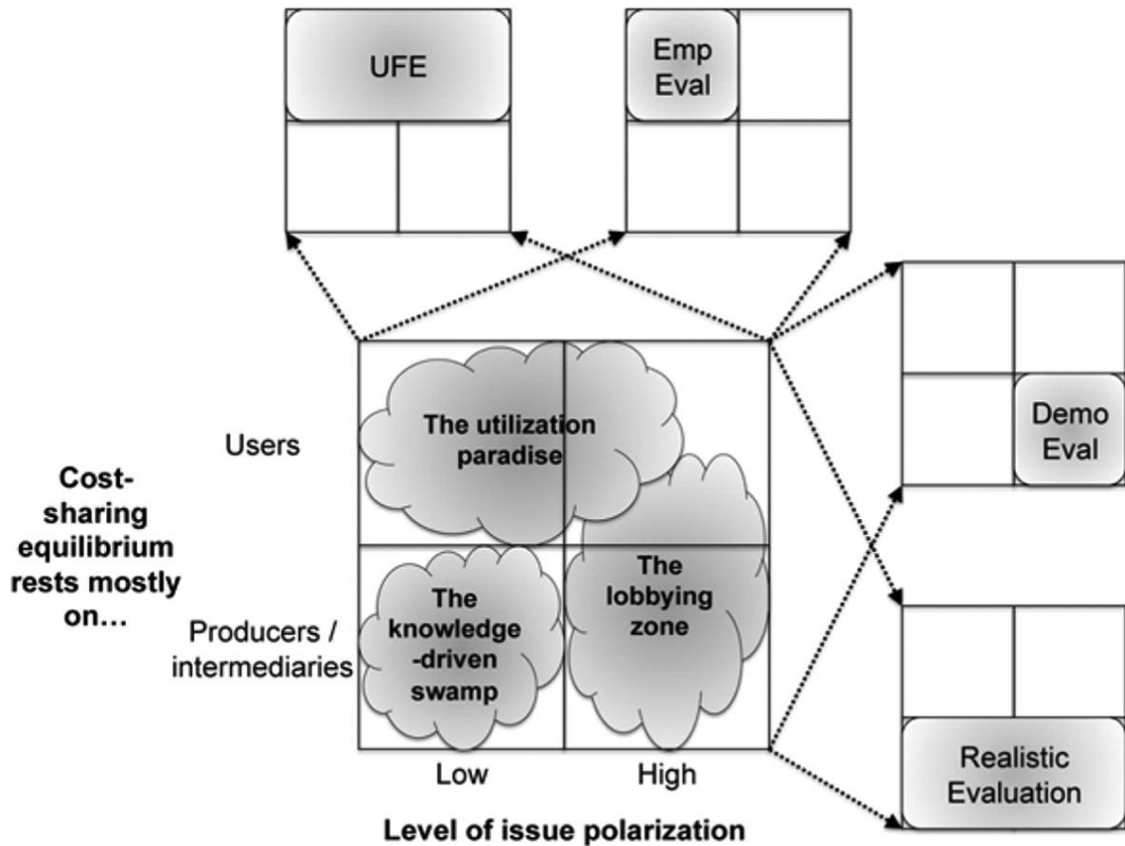 UFE
Emp
Eval
Demo
Eval
Realistic
Evaluation
Cost-
sharing
equilibrium
rests mostly
on…
Users
Producers /
intermediaries
The utilization
paradise
The
knowledge
-driven
swamp
The
lobbying
zone
Low
High
Level of issue polarization